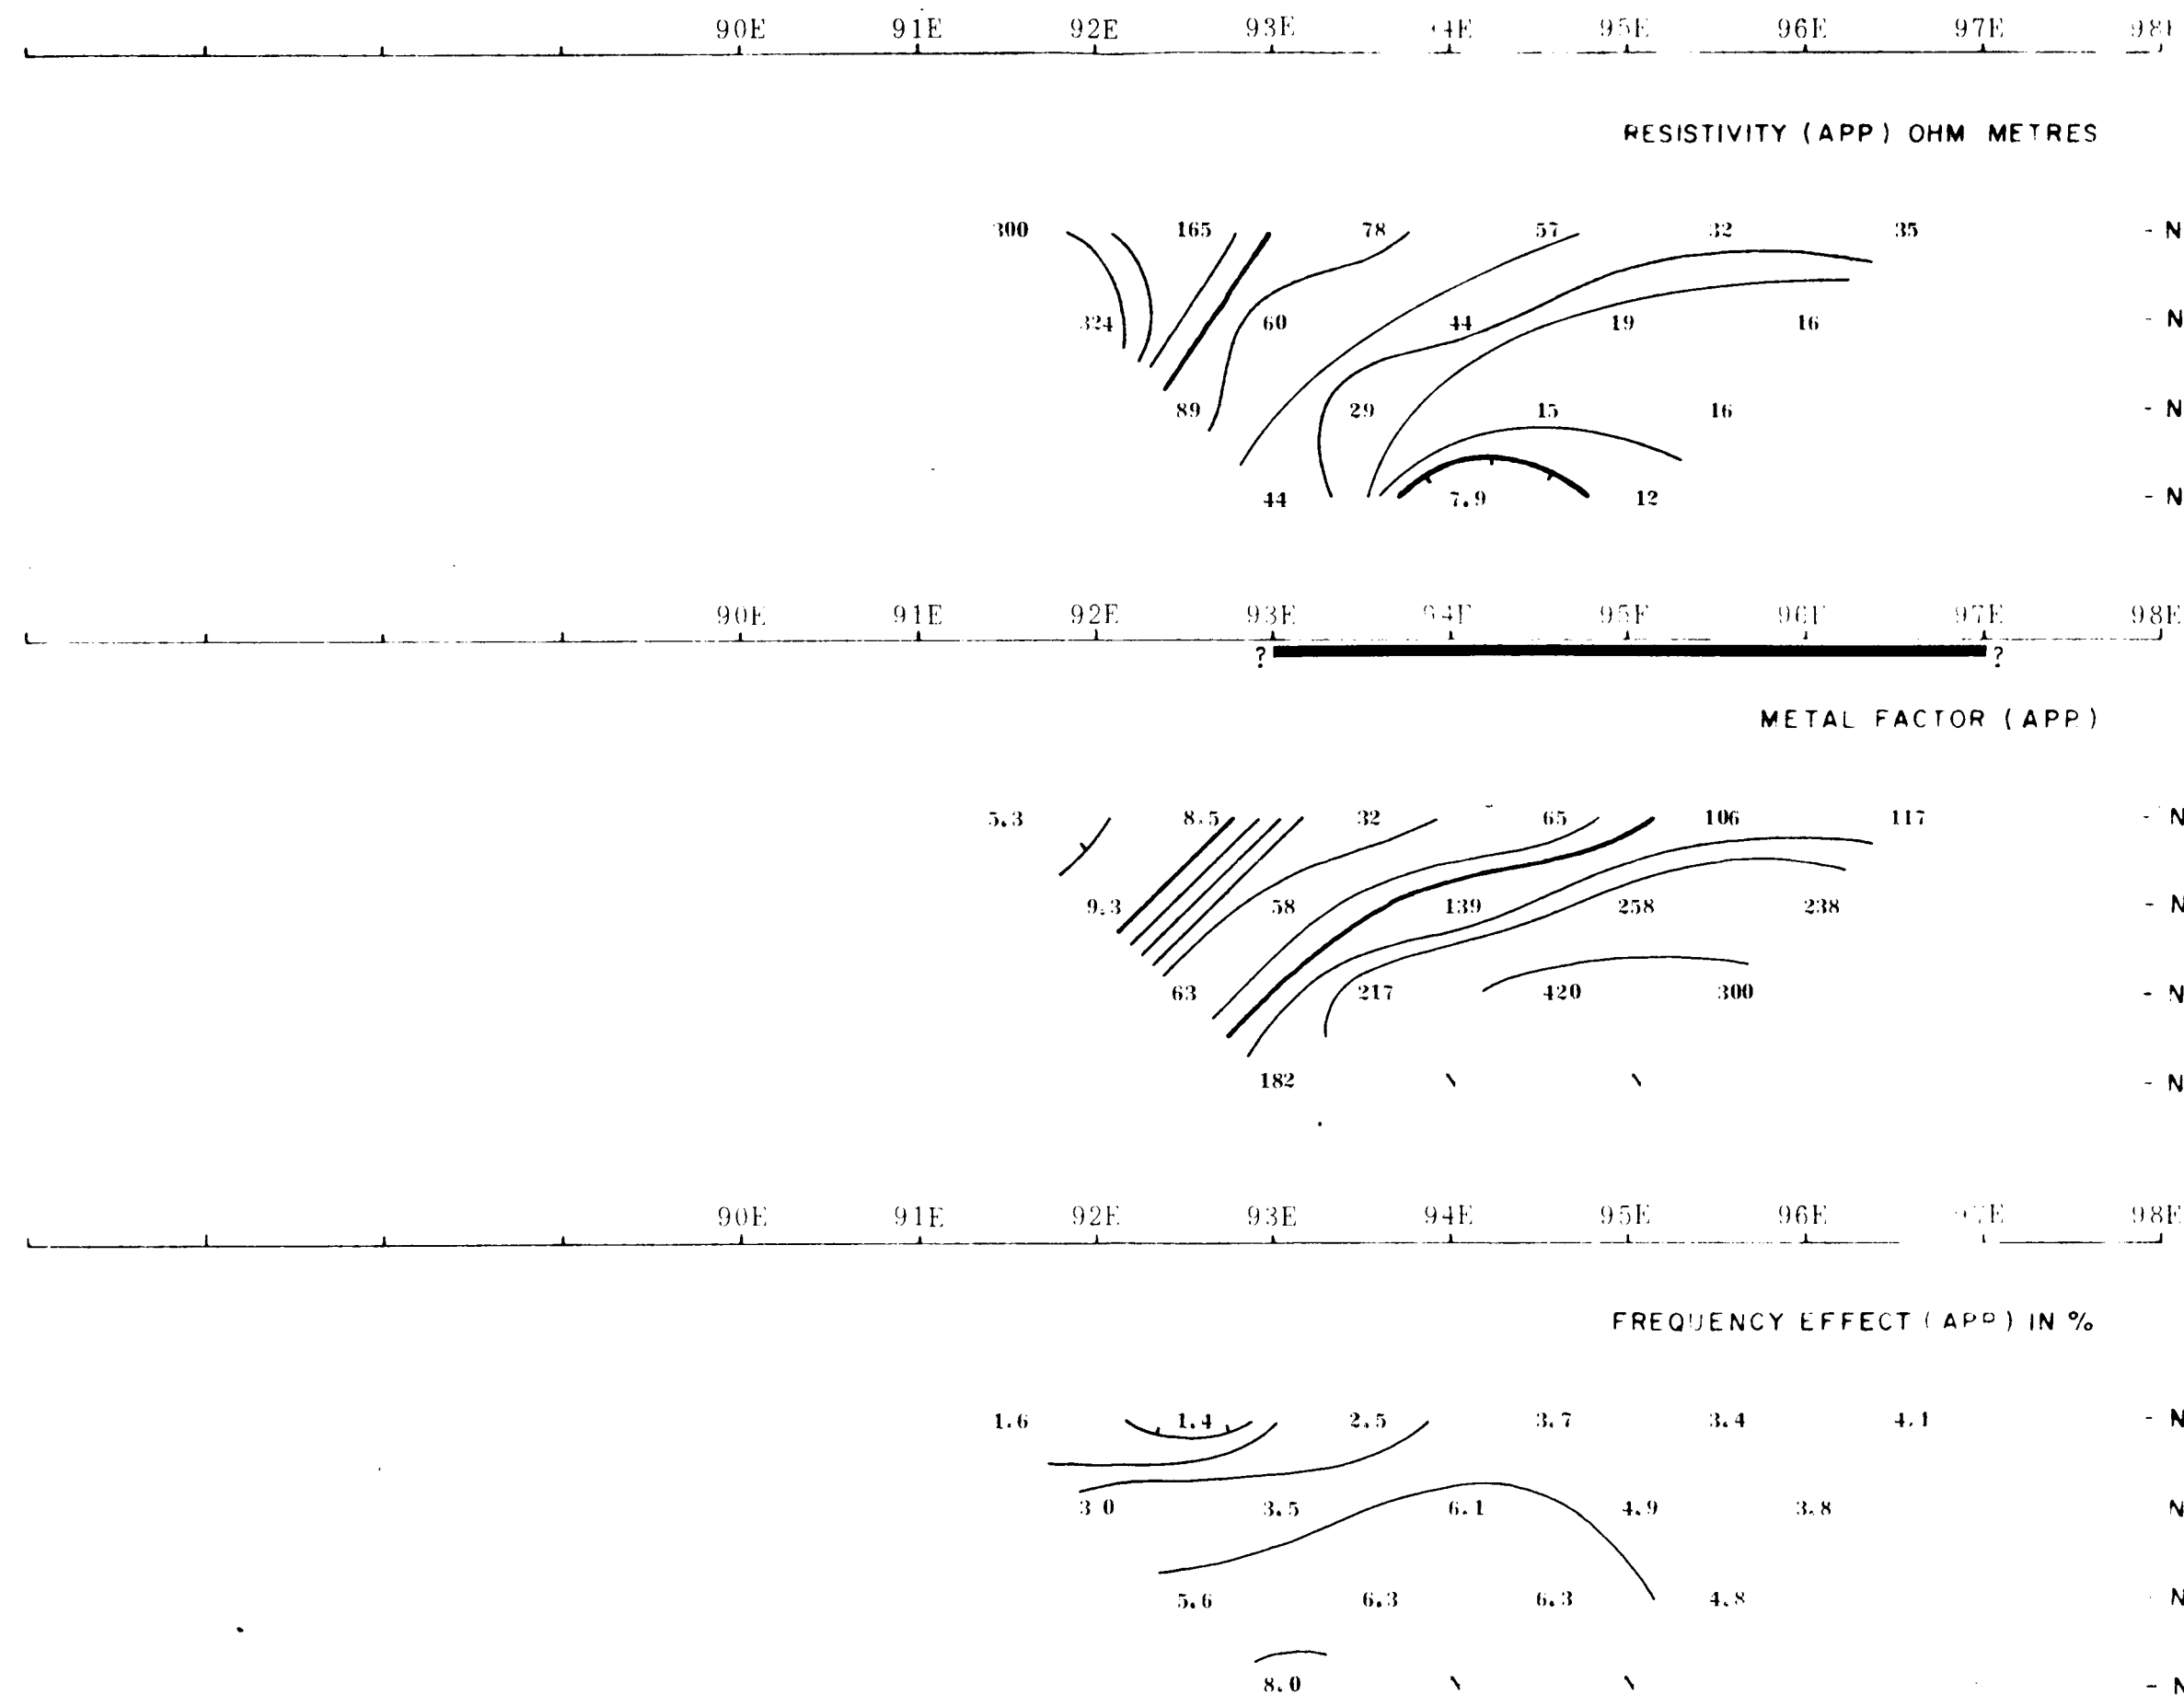 90E 91E 92E 93E 95E 96E 97E
RESISTIVITY (APP) OHM METRES
300 165 78 57 32 35 - N
324 60 44 19 16 - N
89 29 15 16 - N
44 7.9 12 - N
90E 91E 92E 93E 94E 95E 96E 97E 98E
? ?
METAL FACTOR (APP.)
5.3 8.5 32 65 106 117 - N
9.3 58 139 258 238 - N
63 217 420 300 - N
182 \ \ - N
90E 91E 92E 93E 94E 95E 96E 98E
FREQUENCY EFFECT (APP) IN %
1.6 1.4 2.5 3.7 3.4 4.1 - N
3 0 3.5 6.1 4.9 3.8 N
5.6 6.3 6.3 4.8 N
8.0 \ \ - N